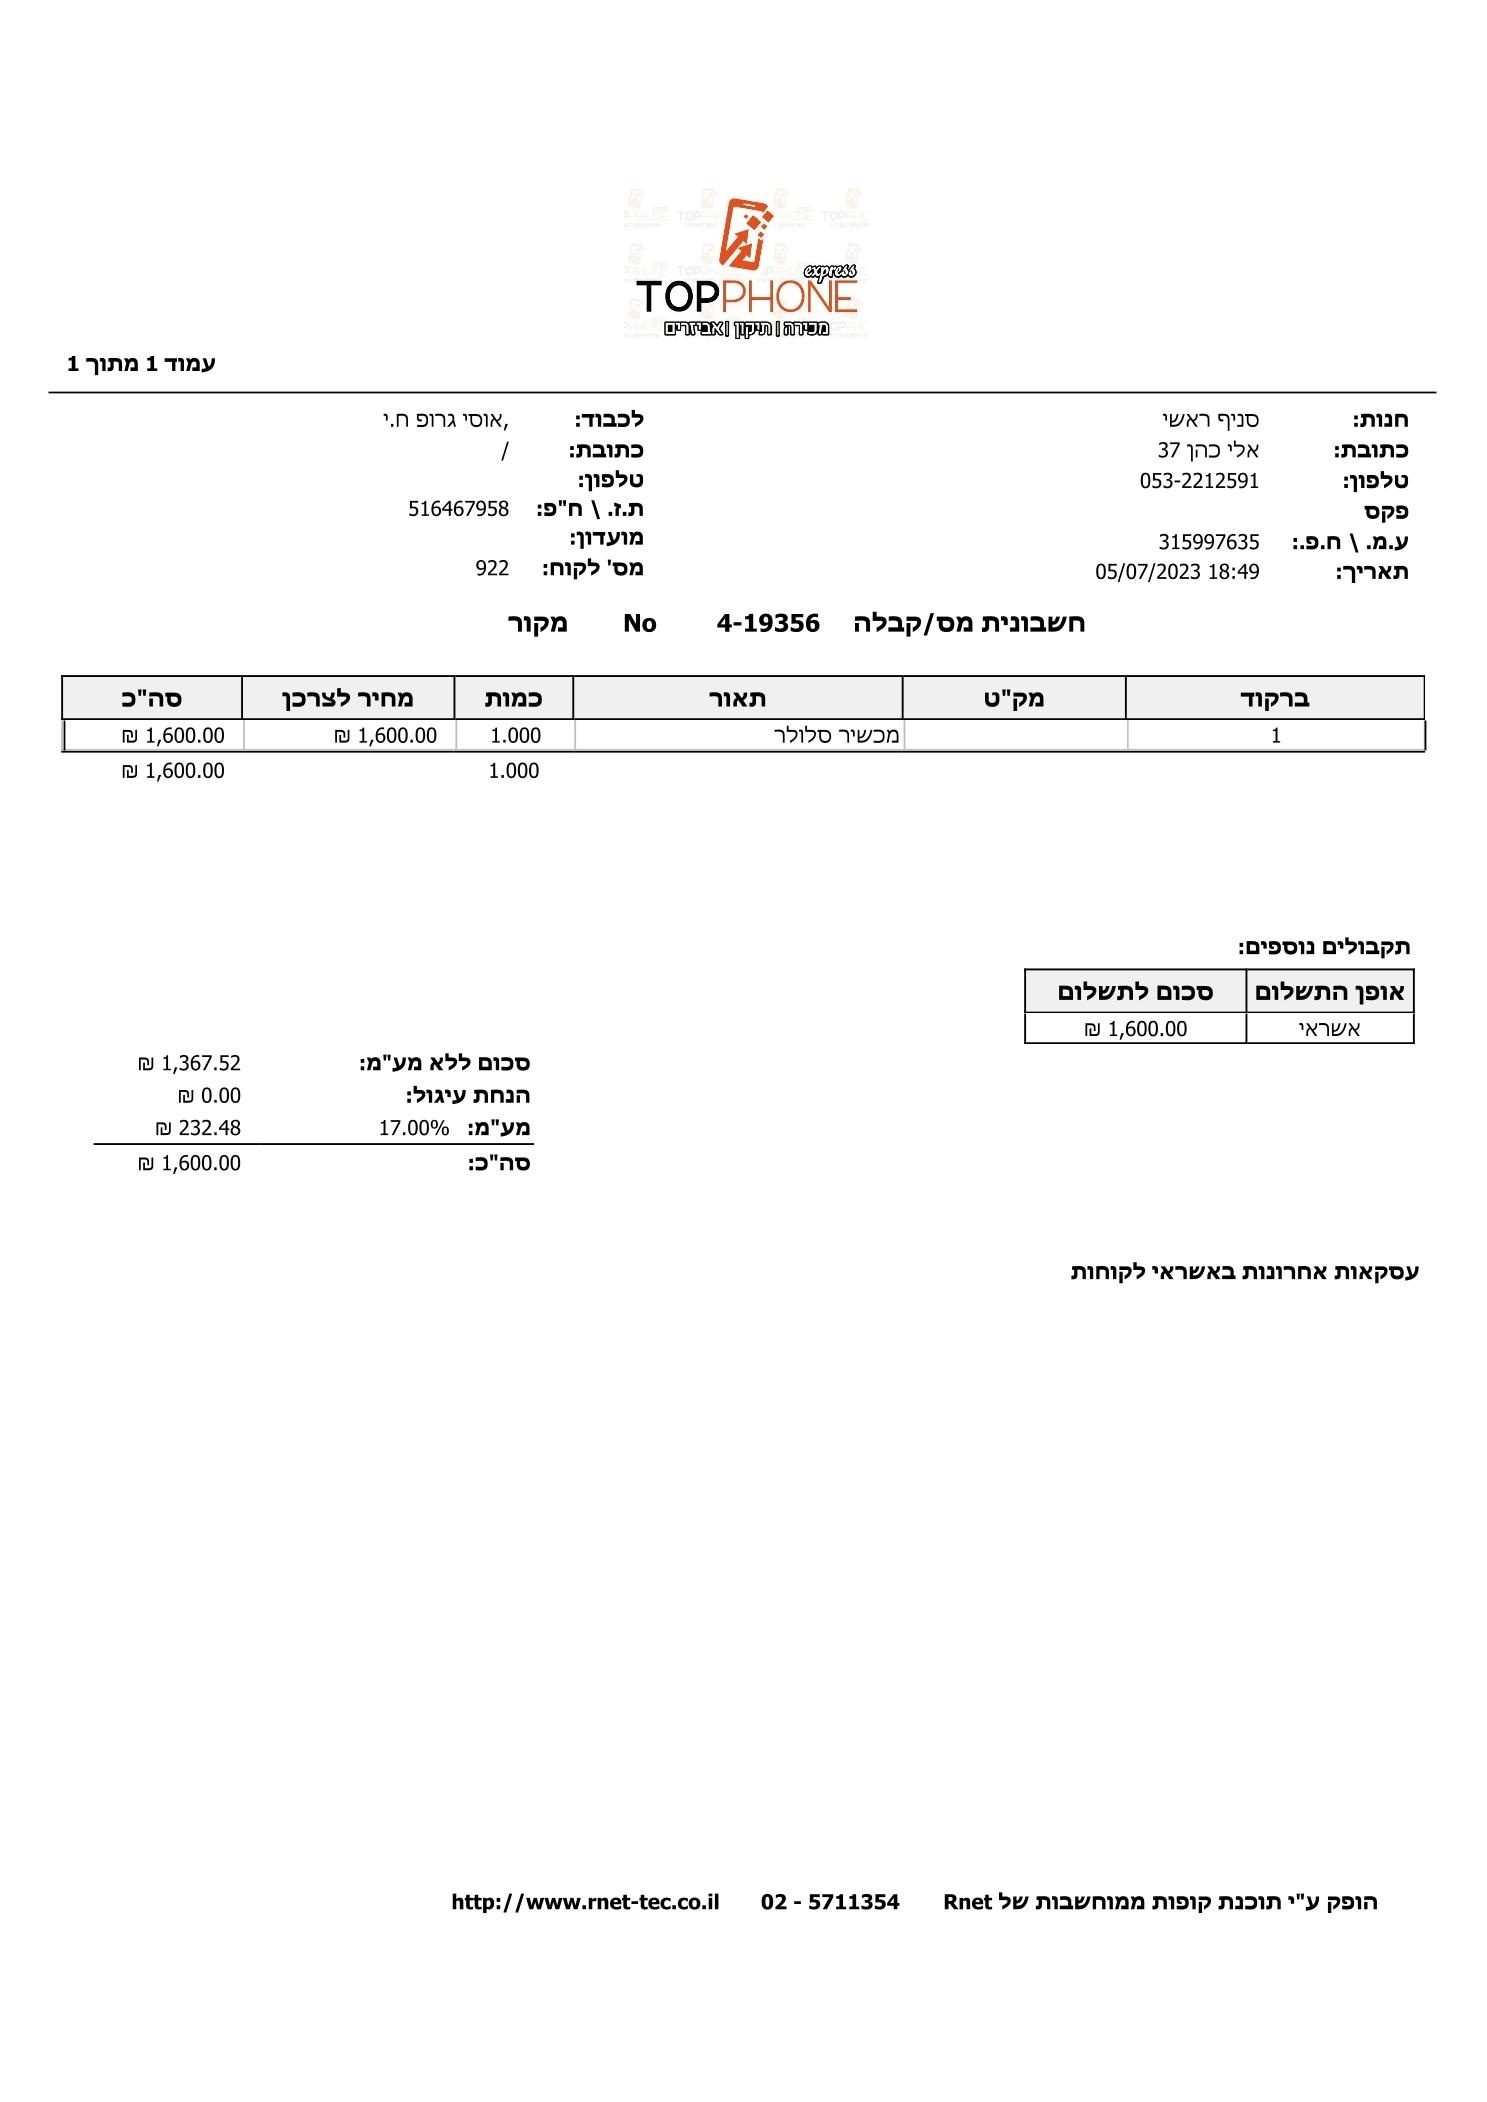 express
TOPPHONE
מכירה | תיקון | אביזרים
עמוד 1 מתוך 1
חנות: סניף ראשי
כתובת: אלי כהן 37
טלפון: 053-2212591
פקס
ע.מ. \ ח.פ.: 315997635
תאריך: 05/07/2023 18:49
לכבוד: ,אוסי גרופ ח.י
כתובת: /
טלפון:
ת.ז. \ ח"פ: 516467958
מועדון:
מס' לקוח: 922
חשבונית מס/קבלה 4-19356 No מקור
ברקוד מק"ט תאור כמות מחיר לצרכן סה"כ
1 מכשיר סלולר 1.000 1,600.00 ₪ 1,600.00 ₪
1.000 1,600.00 ₪
תקבולים נוספים:
אופן התשלום סכום לתשלום
אשראי 1,600.00 ₪
סכום ללא מע"מ: 1,367.52 ₪
הנחת עיגול: 0.00 ₪
מע"מ: 17.00% 232.48 ₪
סה"כ: 1,600.00 ₪
עסקאות אחרונות באשראי לקוחות
הופק ע"י תוכנת קופות ממוחשבות של Rnet 02 - 5711354 http://www.rnet-tec.co.il